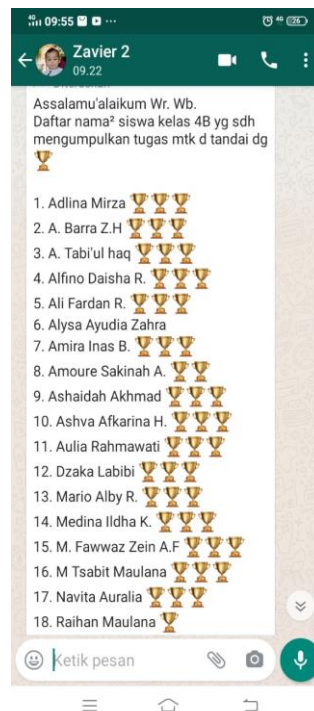 09:55
26
Zavier 2
09.22
Assalamu'alaikum Wr. Wb.
Daftar nama² siswa kelas 4B yg sdh
mengumpulkan tugas mtk d tandai dg
🏆
1. Adlina Mirza 🏆🏆🏆
2. A. Barra Z.H 🏆🏆🏆
3. A. Tabi'ul haq 🏆🏆🏆
4. Alfino Daisha R. 🏆🏆🏆
5. Ali Fardan R. 🏆🏆🏆
6. Alysa Ayudia Zahra
7. Amira Inas B. 🏆🏆🏆
8. Amoure Sakinah A. 🏆🏆
9. Ashaidah Akhmad 🏆🏆🏆
10. Ashva Afkarina H. 🏆🏆🏆
11. Aulia Rahmawati 🏆🏆🏆
12. Dzaka Labibi 🏆🏆🏆
13. Mario Alby R. 🏆🏆🏆
14. Medina Ildha K. 🏆🏆🏆
15. M. Fawwaz Zein A.F 🏆🏆🏆
16. M Tsabit Maulana 🏆🏆🏆
17. Navita Auralia 🏆🏆🏆
18. Raihan Maulana 🏆
Ketik pesan